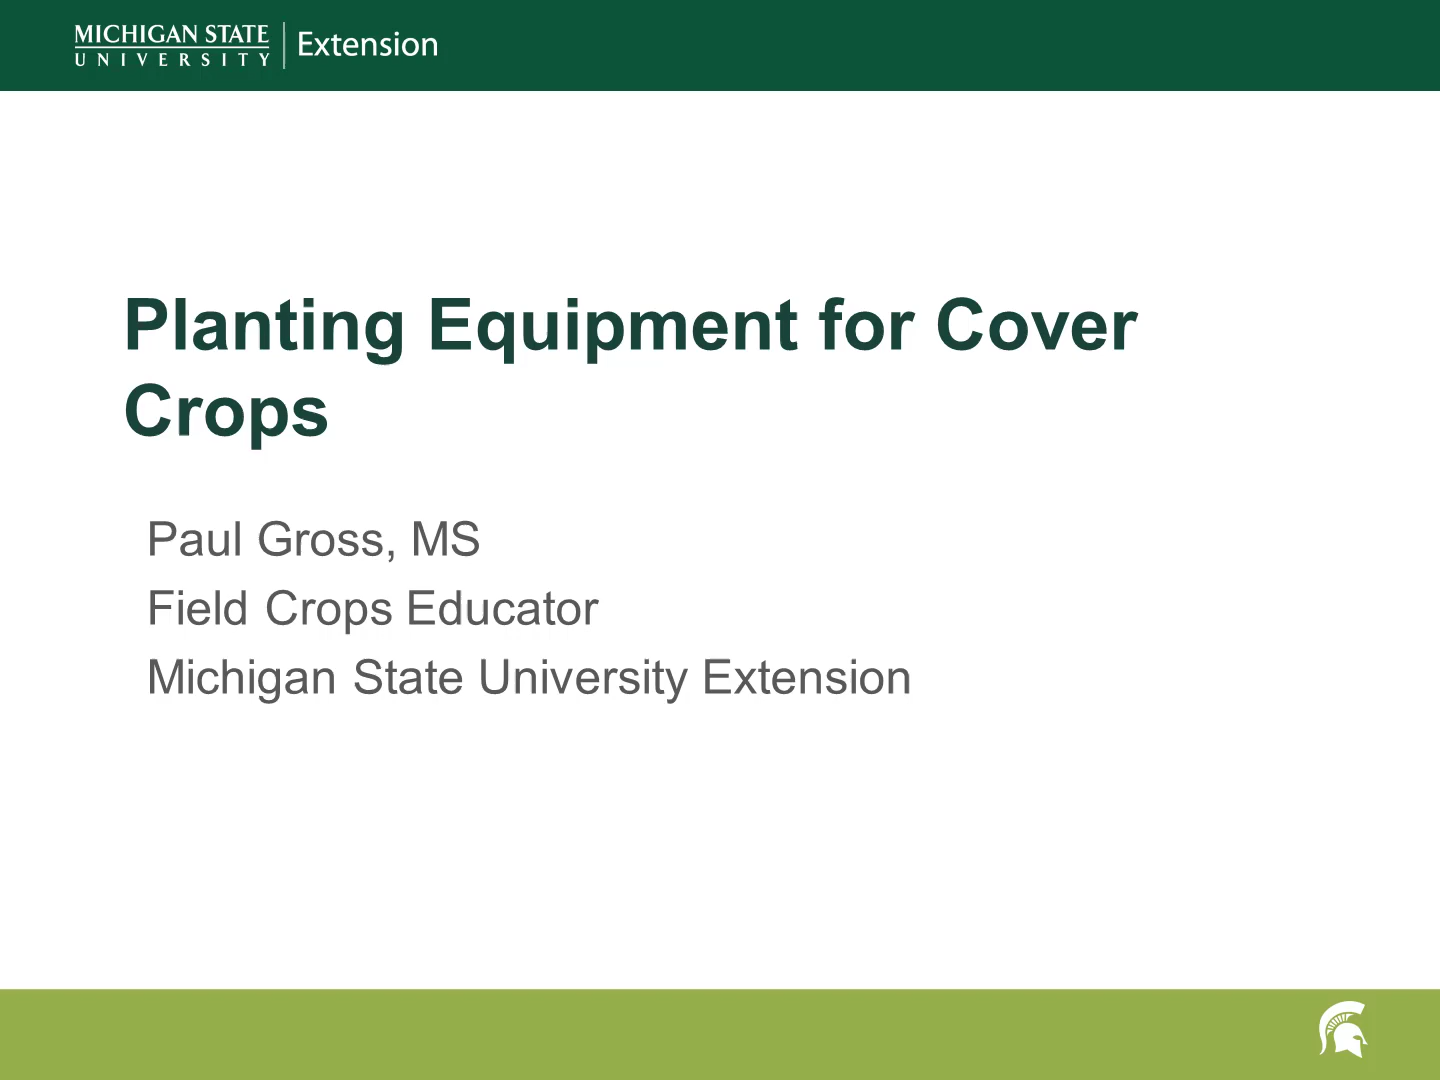 MICHIGAN STATE
UNIVERSITY
Extension
Planting Equipment for Cover
Crops
Paul Gross, MS
Field Crops Educator
Michigan State University Extension